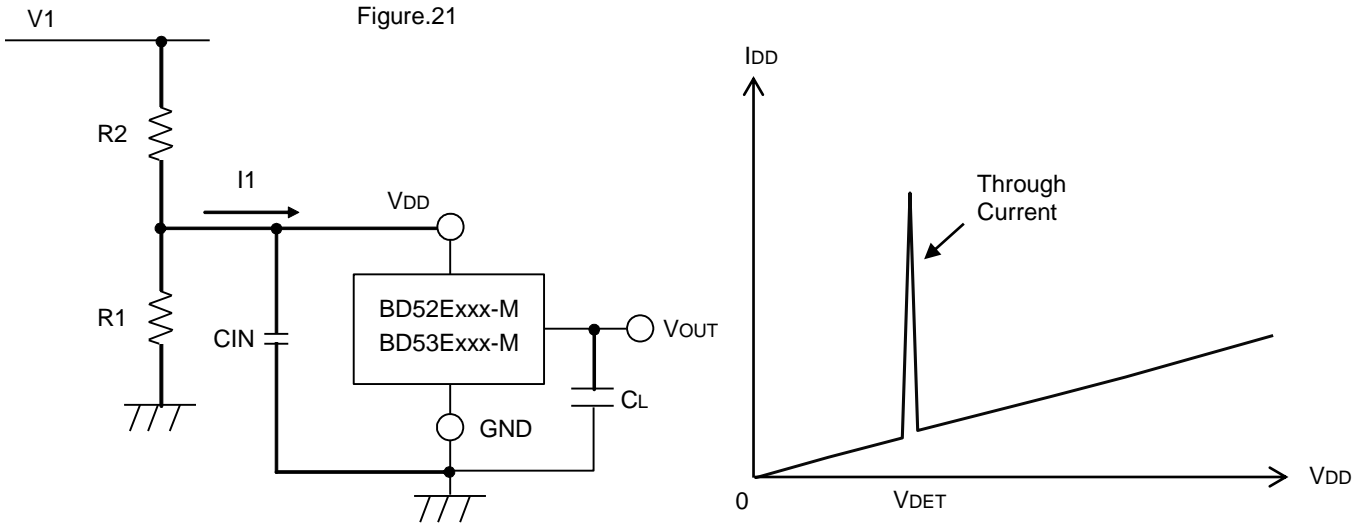 V1
Figure.21
R2
I1
VDD
R1
CIN
BD52Exxx-M
BD53Exxx-M
VOUT
CL
GND
IDD
Through
Current
0
VDET
VDD